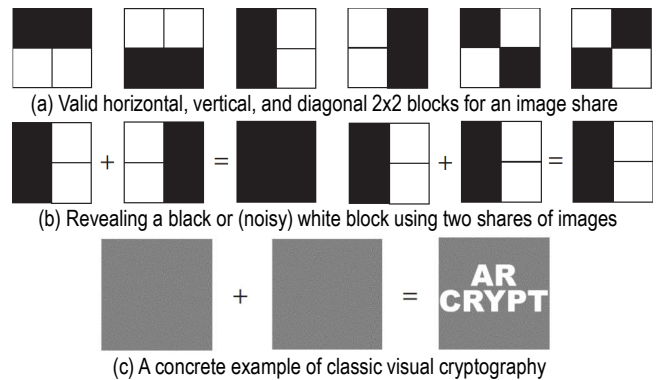 (a) Valid horizontal, vertical, and diagonal 2x2 blocks for an image share
+ = + =
(b) Revealing a black or (noisy) white block using two shares of images
+ = AR
CRYPT
(c) A concrete example of classic visual cryptography